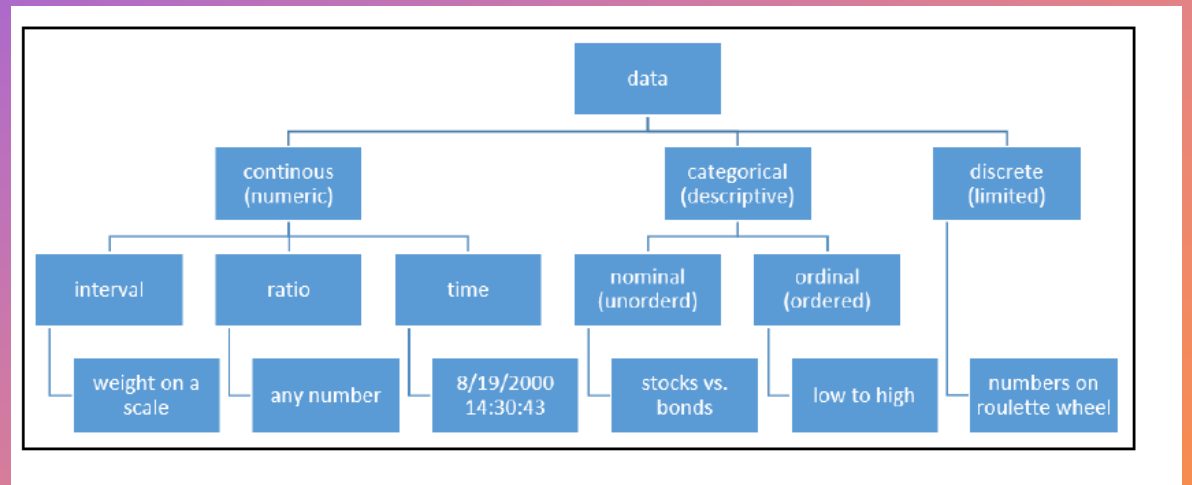 data
continous
(numeric)
categorical
(descriptive)
discrete
(limited)
interval
ratio
time
nominal
(unorderd)
ordinal
(ordered)
weight on a
scale
any number
8/19/2000
14:30:43
stocks vs.
bonds
low to high
numbers on
roulette wheel